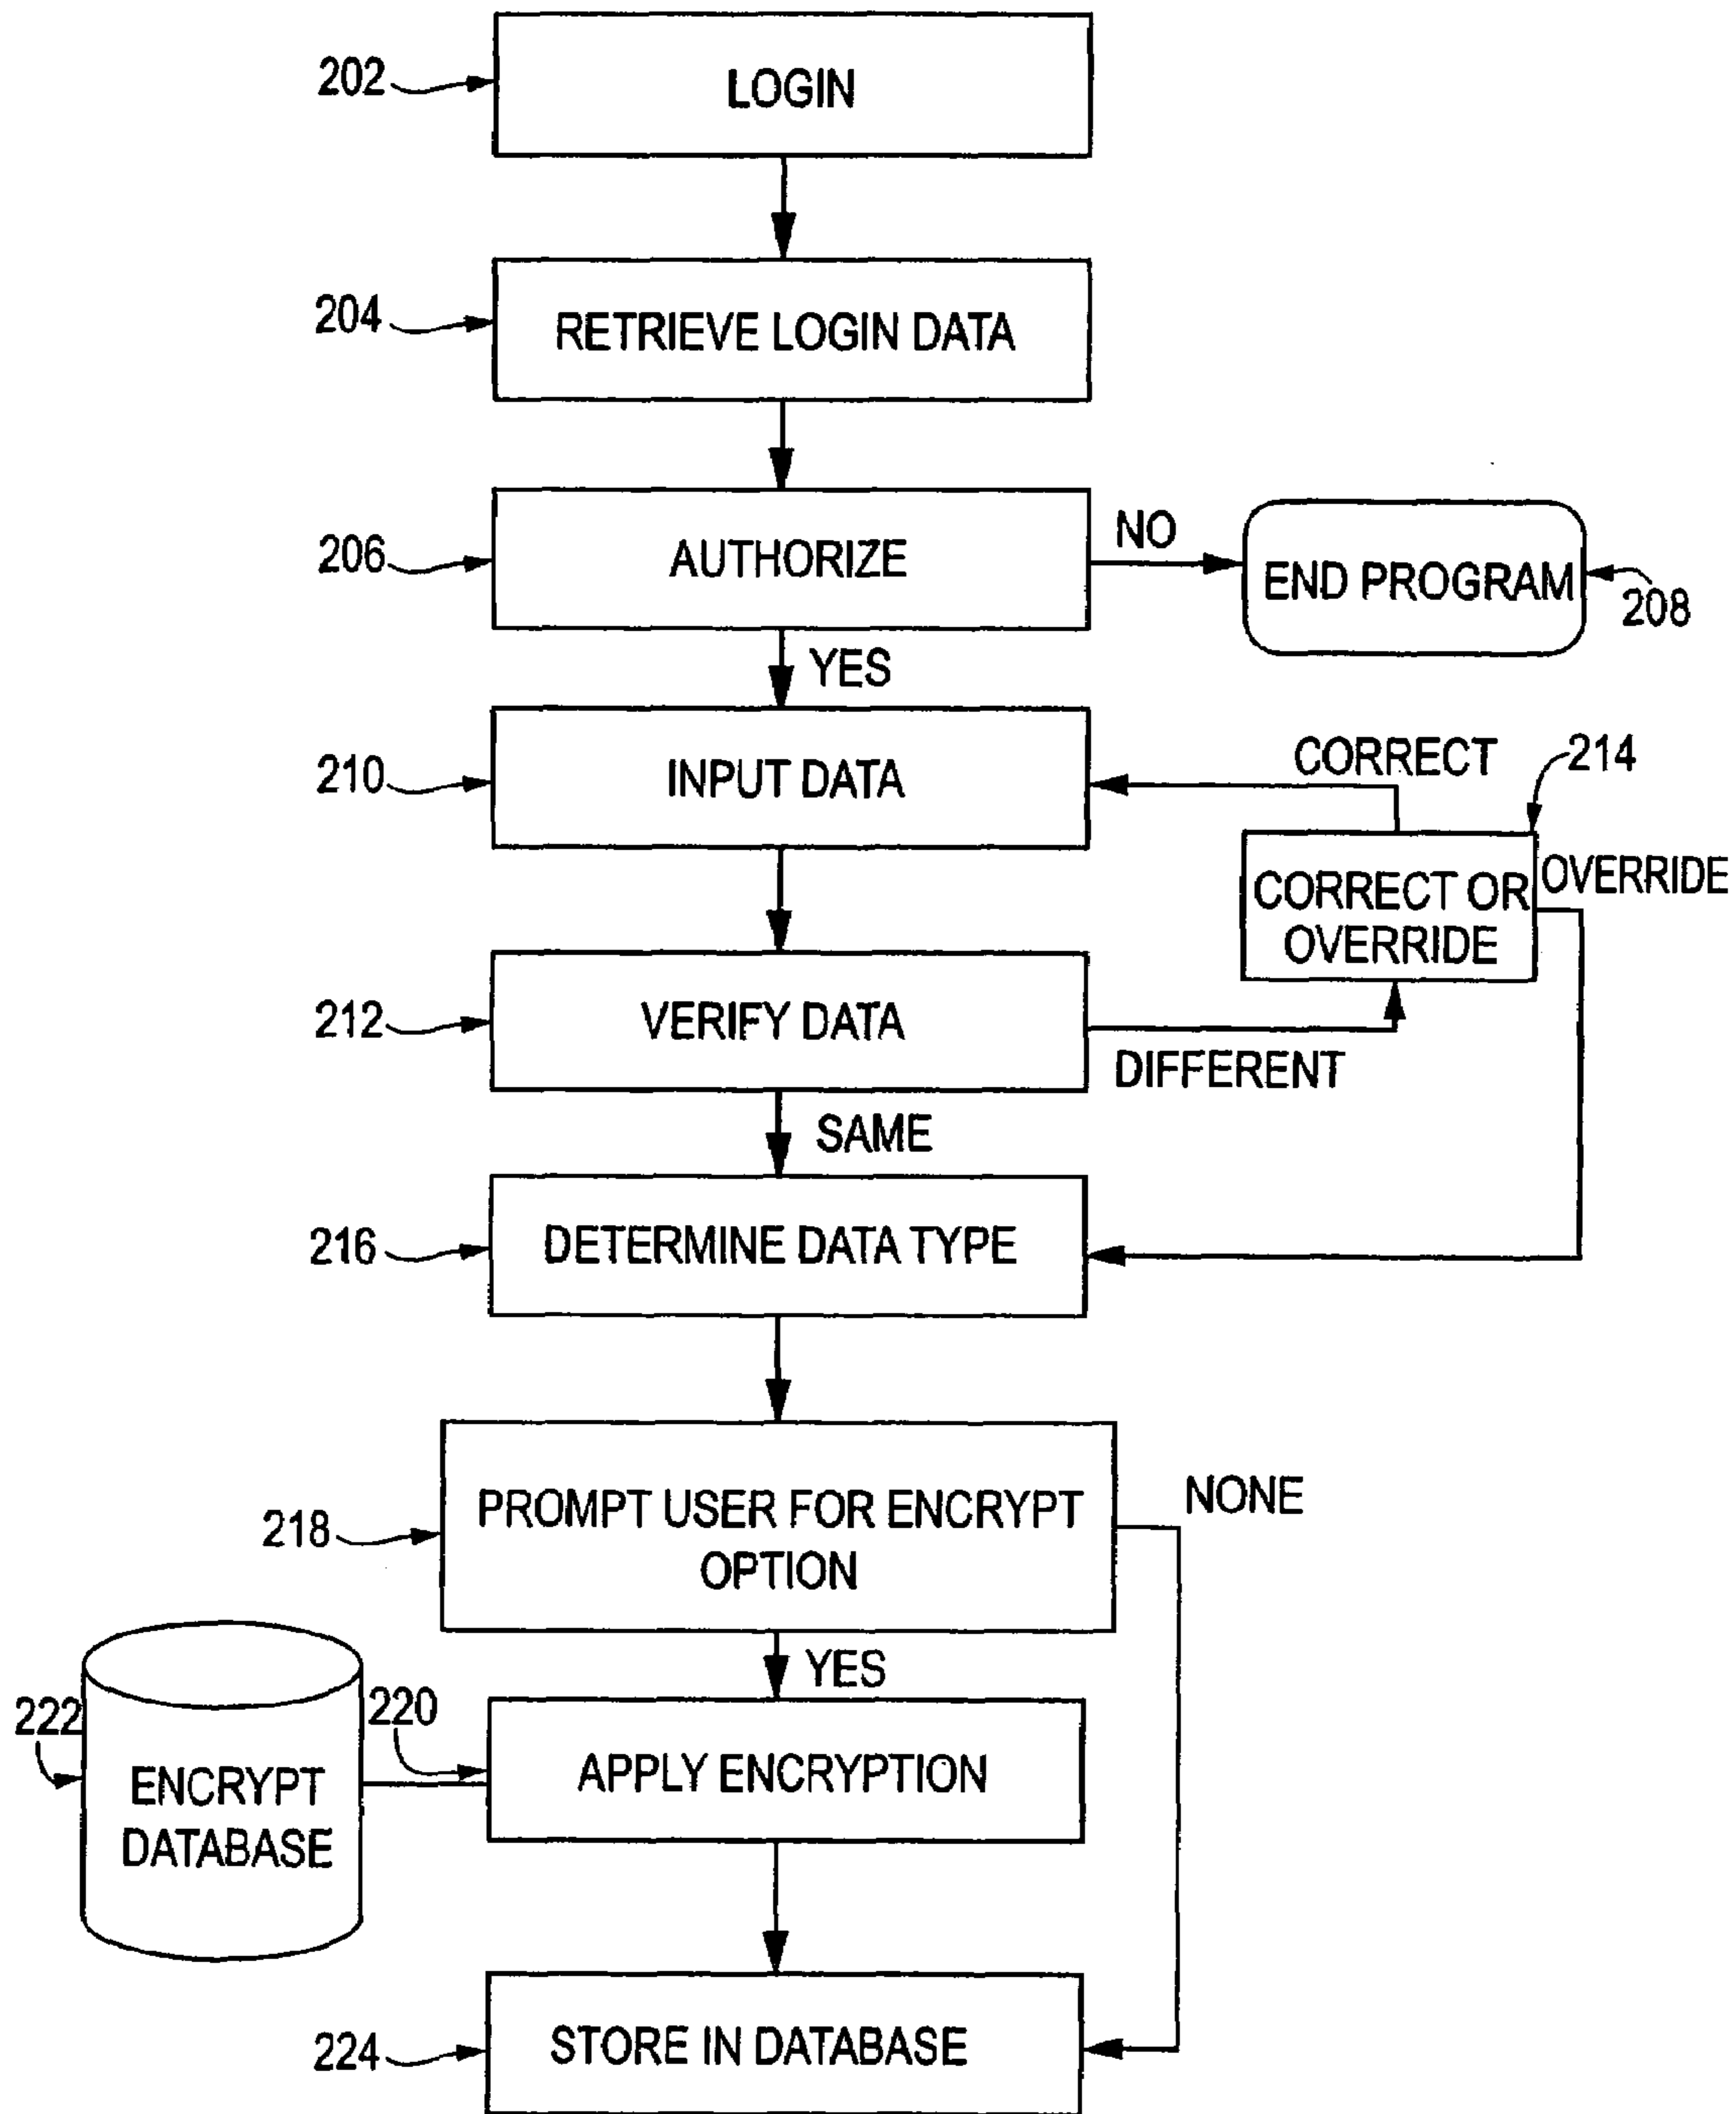 202
LOGIN
204
RETRIEVE LOGIN DATA
206
AUTHORIZE
NO
END PROGRAM
208
YES
210
INPUT DATA
CORRECT
214
CORRECT OR
OVERRIDE
OVERRIDE
212
VERIFY DATA
DIFFERENT
SAME
216
DETERMINE DATA TYPE
218
PROMPT USER FOR ENCRYPT
OPTION
NONE
YES
222
ENCRYPT
DATABASE
220
APPLY ENCRYPTION
224
STORE IN DATABASE